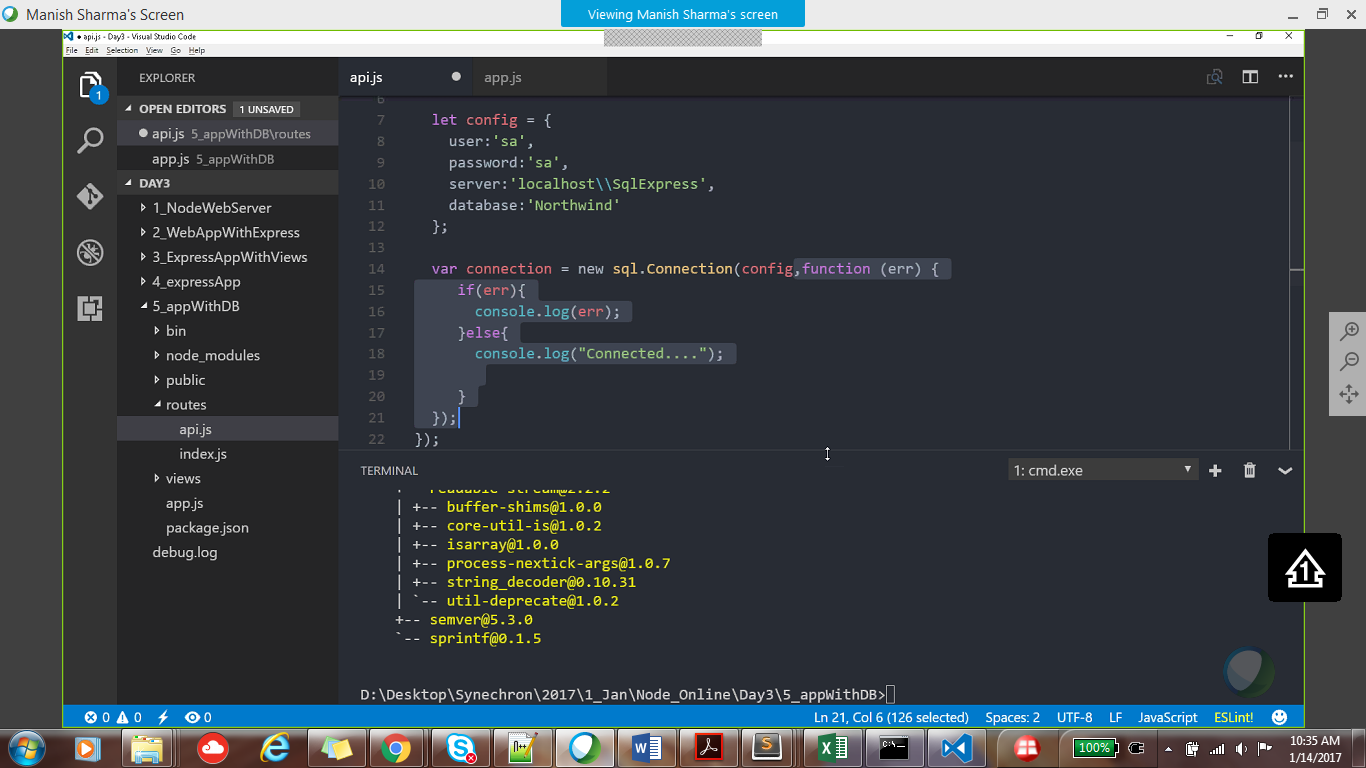 Manish Sharma's Screen
Viewing Manish Sharma's screen
● api.js - Day3 - Visual Studio Code
File Edit Selection View Go Help
EXPLORER
OPEN EDITORS 1 UNSAVED
api.js 5_appWithDB\routes
app.js 5_appWithDB
DAY3
1_NodeWebServer
2_WebAppWithExpress
3_ExpressAppWithViews
4_expressApp
5_appWithDB
bin
node_modules
public
routes
api.js
index.js
views
app.js
package.json
debug.log
1
api.js app.js
6
7 let config = {
8 user:'sa',
9 password:'sa',
10 server:'localhost\\SqlExpress',
11 database:'Northwind'
12 };
13
14 var connection = new sql.Connection(config,function (err) {
15 if(err){
16 console.log(err);
17 }else{
18 console.log("Connected....");
19
20 }
21 });
22 });
TERMINAL 1: cmd.exe
+-- readable-stream@2.2.2
| +-- buffer-shims@1.0.0
| +-- core-util-is@1.0.2
| +-- isarray@1.0.0
| +-- process-nextick-args@1.0.7
| +-- string_decoder@0.10.31
| `-- util-deprecate@1.0.2
+-- semver@5.3.0
`-- sprintf@0.1.5
D:\Desktop\Synechron\2017\1_Jan\Node_Online\Day3\5_appWithDB>
1
0 0 0 Ln 21, Col 6 (126 selected) Spaces: 2 UTF-8 LF JavaScript ESLint!
100% 10:35 AM
1/14/2017